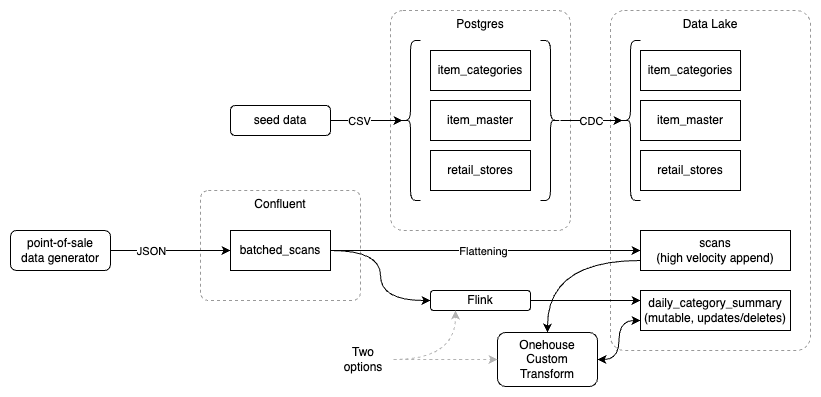 Postgres
Data Lake
item_categories
item_categories
seed data
CSV
item_master
CDC
item_master
retail_stores
retail_stores
Confluent
point-of-sale
data generator
JSON
batched_scans
Flattening
scans
(high velocity append)
Flink
daily_category_summary
(mutable, updates/deletes)
Two
options
Onehouse
Custom
Transform